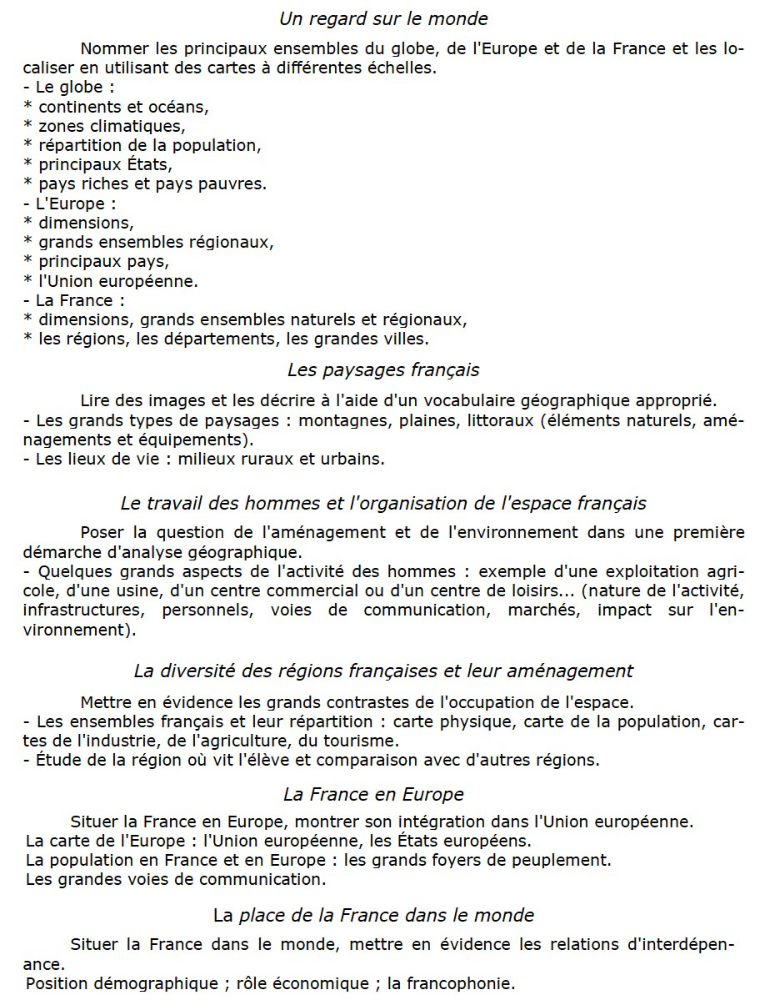 Un regard sur le monde
Nommer les principaux ensembles du globe, de l'Europe et de la France et les lo-
caliser en utilisant des cartes à différentes échelles.
- Le globe :
* continents et océans,
* zones climatiques,
* répartition de la population,
* principaux États,
* pays riches et pays pauvres.
- L'Europe :
* dimensions,
* grands ensembles régionaux,
* principaux pays,
* l'Union européenne.
- La France :
* dimensions, grands ensembles naturels et régionaux,
* les régions, les départements, les grandes villes.
Les paysages français
Lire des images et les décrire à l'aide d'un vocabulaire géographique approprié.
- Les grands types de paysages : montagnes, plaines, littoraux (éléments naturels, amé-
nagements et équipements).
- Les lieux de vie : milieux ruraux et urbains.
Le travail des hommes et l'organisation de l'espace français
Poser la question de l'aménagement et de l'environnement dans une première
démarche d'analyse géographique.
- Quelques grands aspects de l'activité des hommes : exemple d'une exploitation agri-
cole, d'une usine, d'un centre commercial ou d'un centre de loisirs... (nature de l'activité,
infrastructures, personnels, voies de communication, marchés, impact sur l'en-
vironnement).
La diversité des régions françaises et leur aménagement
Mettre en évidence les grands contrastes de l'occupation de l'espace.
- Les ensembles français et leur répartition : carte physique, carte de la population, car-
tes de l'industrie, de l'agriculture, du tourisme.
- Étude de la région où vit l'élève et comparaison avec d'autres régions.
La France en Europe
Situer la France en Europe, montrer son intégration dans l'Union européenne.
La carte de l'Europe : l'Union européenne, les États européens.
La population en France et en Europe : les grands foyers de peuplement.
Les grandes voies de communication.
La place de la France dans le monde
Situer la France dans le monde, mettre en évidence les relations d'interdépen-
ance.
Position démographique ; rôle économique ; la francophonie.